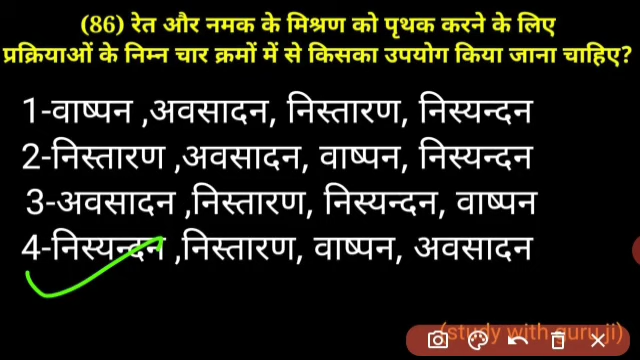 (86) रेत और नमक के मिश्रण को पृथक करने के लिए
प्रक्रियाओं के निम्न चार क्रमों में से किसका उपयोग किया जाना चाहिए?
1-वाष्पन ,अवसादन, निस्तारण, निस्यन्दन
2-निस्तारण ,अवसादन, वाष्पन, निस्यन्दन
3-अवसादन ,निस्तारण, निस्यन्दन, वाष्पन
4-निस्यन्दन ,निस्तारण, वाष्पन, अवसादन
(study with guru ji)